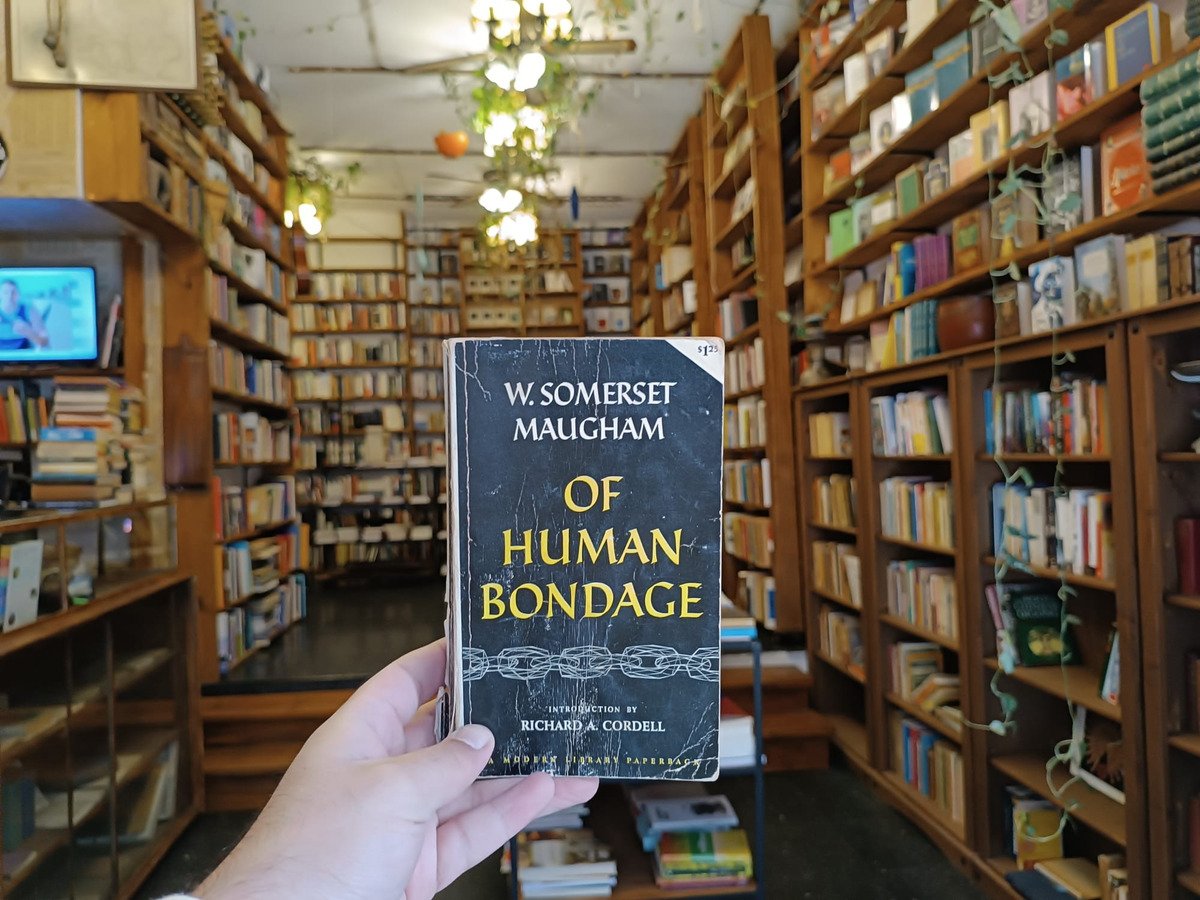 $1.25
W. SOMERSET
MAUGHAM
OF
HUMAN
BONDAGE
INTRODUCTION BY
RICHARD A. CORDELL
A MODERN LIBRARY PAPERBACK